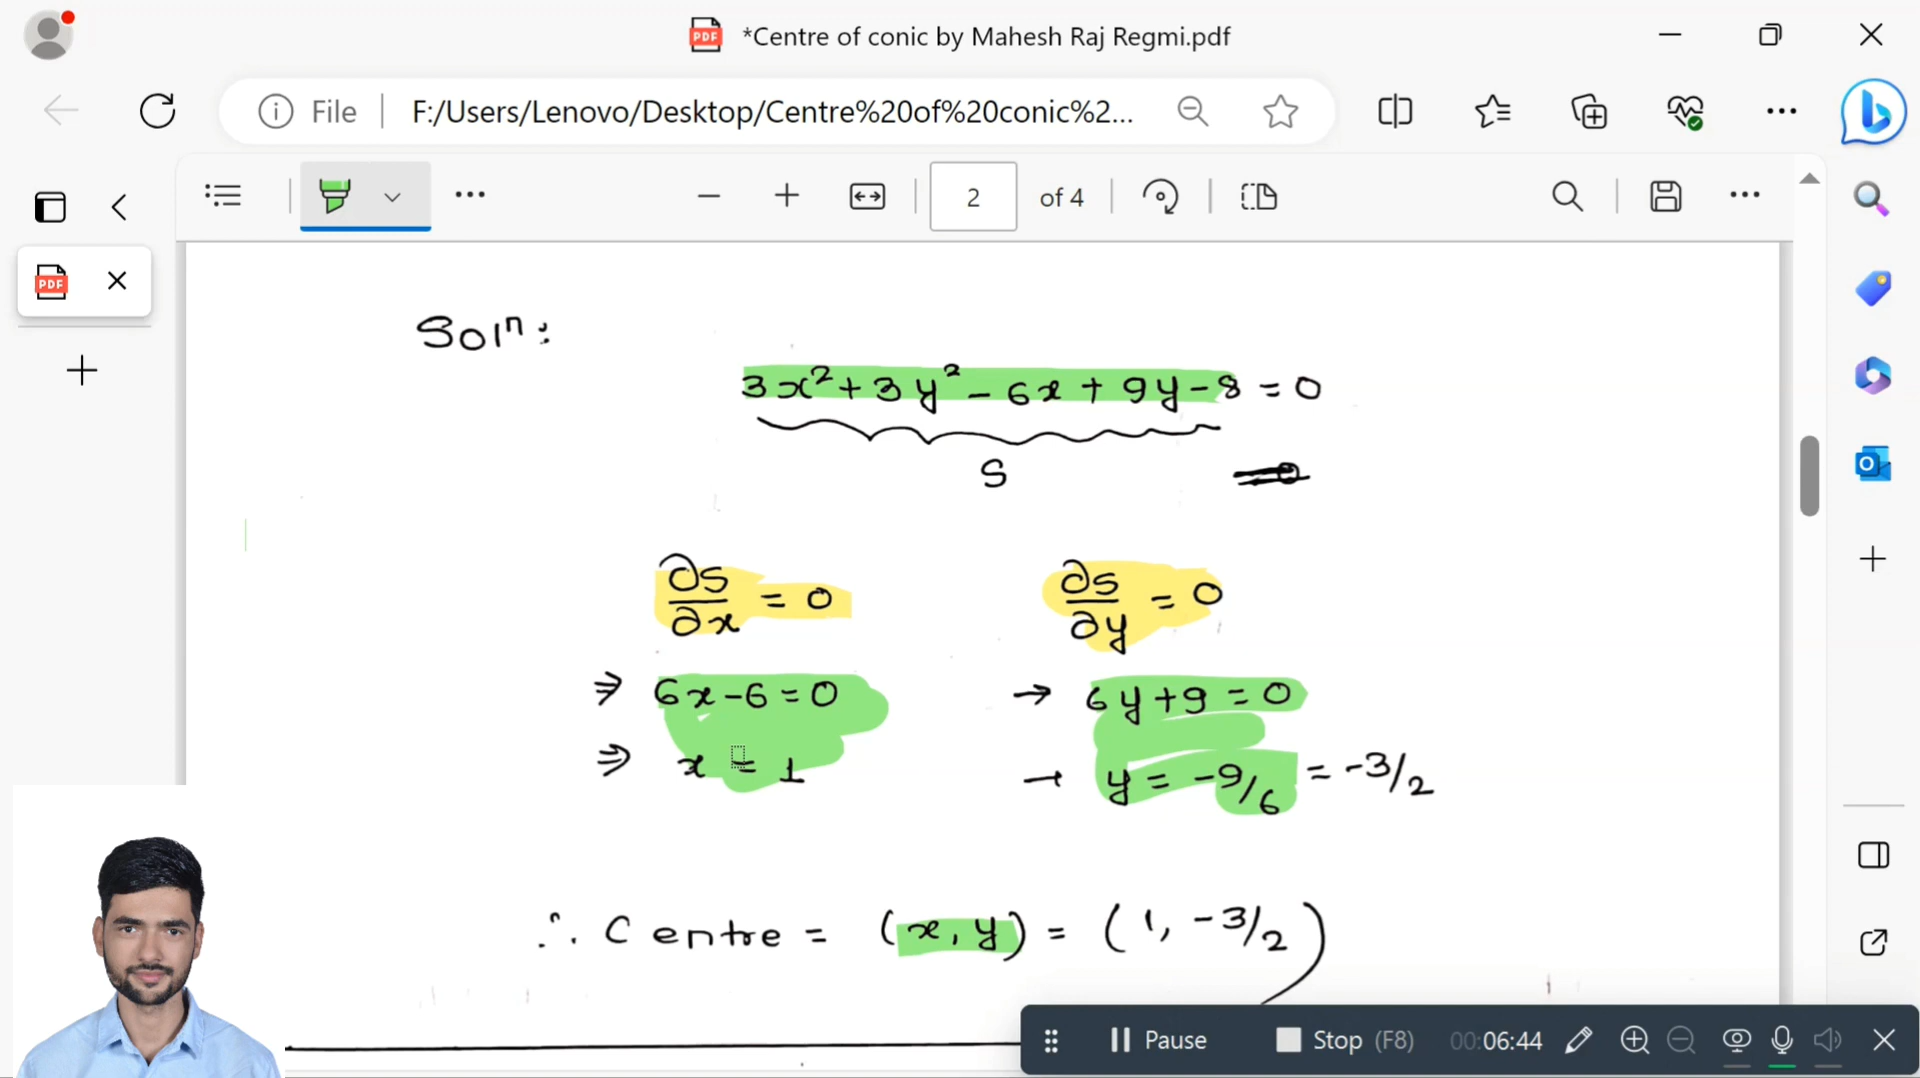 *Centre of conic by Mahesh Raj Regmi.pdf
File F:/Users/Lenovo/Desktop/Centre%20of%20conic%2...
2 of 4
PDF
Solⁿ:
3x² + 3y² - 6x + 9y - 8 = 0
S
∂s/∂x = 0 ∂s/∂y = 0
⇒ 6x - 6 = 0 → 6y + 9 = 0
⇒ x = 1 → y = -9/6 = -3/2
∴ Centre = (x, y) = (1, -3/2)
Pause Stop (F8) 00:06:44